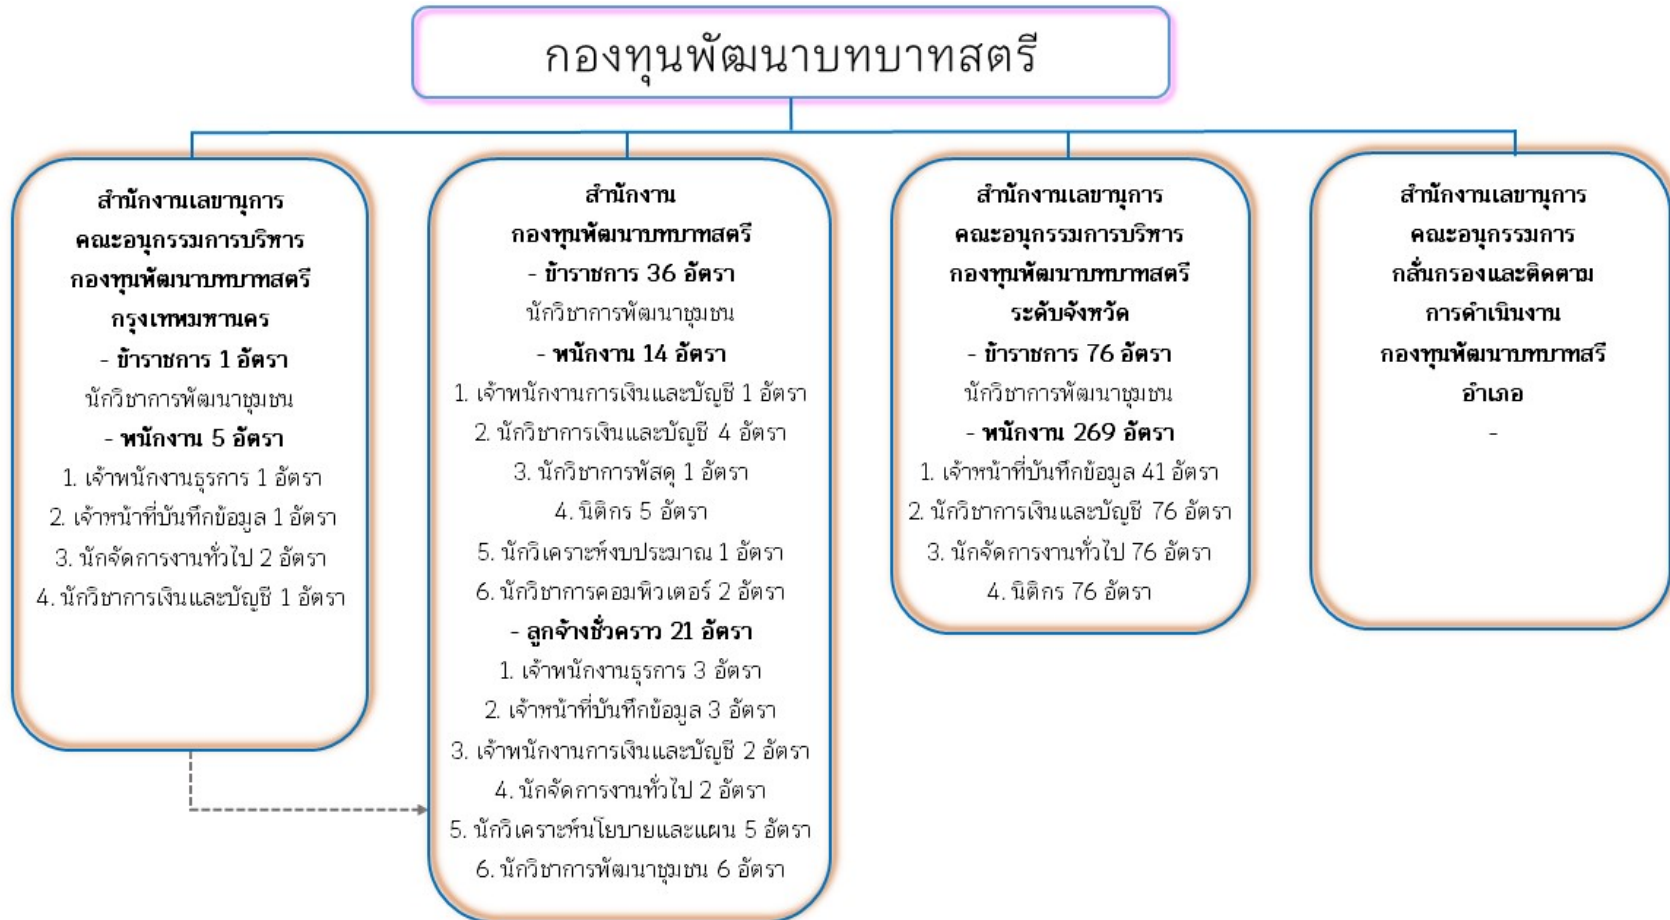 กองทุนพัฒนาบทบาทสตรี
สำนักงานเลขานุการ
คณะอนุกรรมการบริหาร
กองทุนพัฒนาบทบาทสตรี
กรุงเทพมหานคร
- ข้าราชการ 1 อัตรา
นักวิชาการพัฒนาชุมชน
- พนักงาน 5 อัตรา
1. เจ้าพนักงานธุรการ 1 อัตรา
2. เจ้าหน้าที่บันทึกข้อมูล 1 อัตรา
3. นักจัดการงานทั่วไป 2 อัตรา
4. นักวิชาการเงินและบัญชี 1 อัตรา
สำนักงาน
กองทุนพัฒนาบทบาทสตรี
- ข้าราชการ 36 อัตรา
นักวิชาการพัฒนาชุมชน
- พนักงาน 14 อัตรา
1. เจ้าพนักงานการเงินและบัญชี 1 อัตรา
2. นักวิชาการเงินและบัญชี 4 อัตรา
3. นักวิชาการพัสดุ 1 อัตรา
4. นิติกร 5 อัตรา
5. นักวิเคราะห์งบประมาณ 1 อัตรา
6. นักวิชาการคอมพิวเตอร์ 2 อัตรา
- ลูกจ้างชั่วคราว 21 อัตรา
1. เจ้าพนักงานธุรการ 3 อัตรา
2. เจ้าหน้าที่บันทึกข้อมูล 3 อัตรา
3. เจ้าพนักงานการเงินและบัญชี 2 อัตรา
4. นักจัดการงานทั่วไป 2 อัตรา
5. นักวิเคราะห์นโยบายและแผน 5 อัตรา
6. นักวิชาการพัฒนาชุมชน 6 อัตรา
สำนักงานเลขานุการ
คณะอนุกรรมการบริหาร
กองทุนพัฒนาบทบาทสตรี
ระดับจังหวัด
- ข้าราชการ 76 อัตรา
นักวิชาการพัฒนาชุมชน
- พนักงาน 269 อัตรา
1. เจ้าหน้าที่บันทึกข้อมูล 41 อัตรา
2. นักวิชาการเงินและบัญชี 76 อัตรา
3. นักจัดการงานทั่วไป 76 อัตรา
4. นิติกร 76 อัตรา
สำนักงานเลขานุการ
คณะอนุกรรมการ
กลั่นกรองและติดตาม
การดำเนินงาน
กองทุนพัฒนาบทบาทสรี
อำเภอ
-